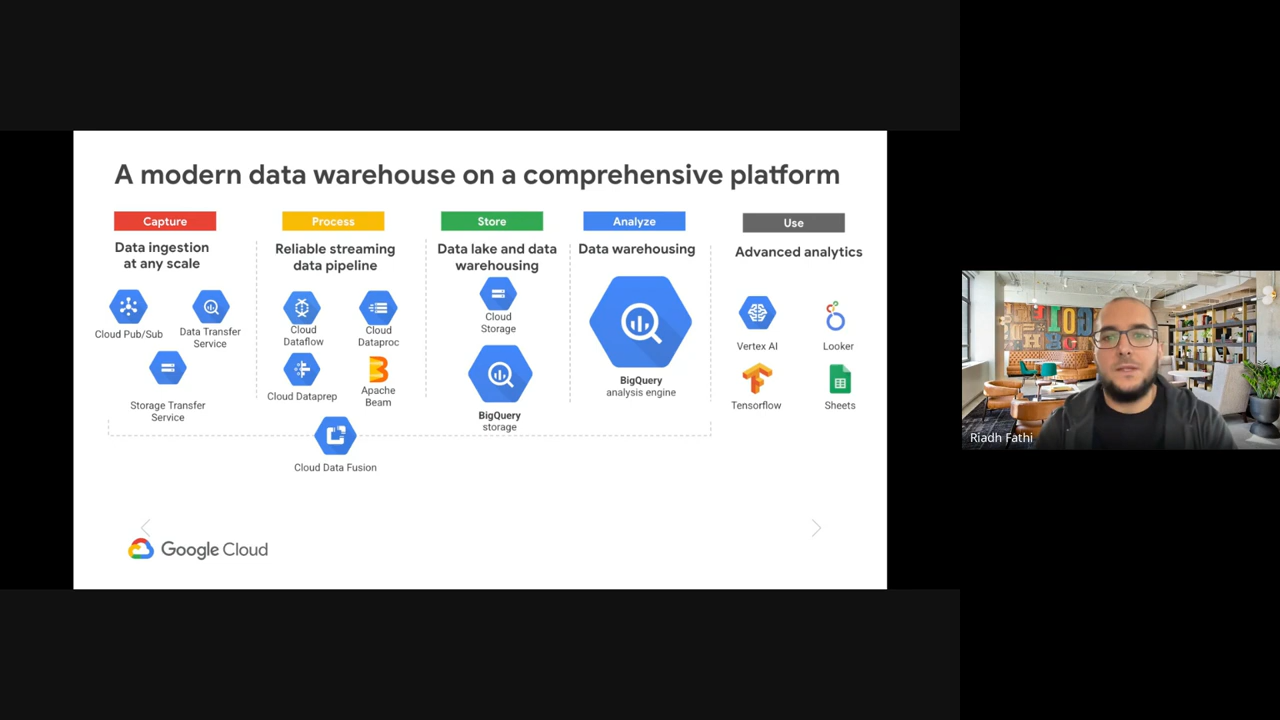 A modern data warehouse on a comprehensive platform
Capture
Data ingestion
at any scale
Cloud Pub/Sub
Data Transfer
Service
Storage Transfer
Service
Process
Reliable streaming
data pipeline
Cloud
Dataflow
Cloud
Dataproc
Cloud Dataprep
Apache
Beam
Cloud Data Fusion
Store
Data lake and data
warehousing
Cloud
Storage
BigQuery
storage
Analyze
Data warehousing
BigQuery
analysis engine
Use
Advanced analytics
Vertex AI
Looker
Tensorflow
Sheets
Google Cloud
Riadh Fathi